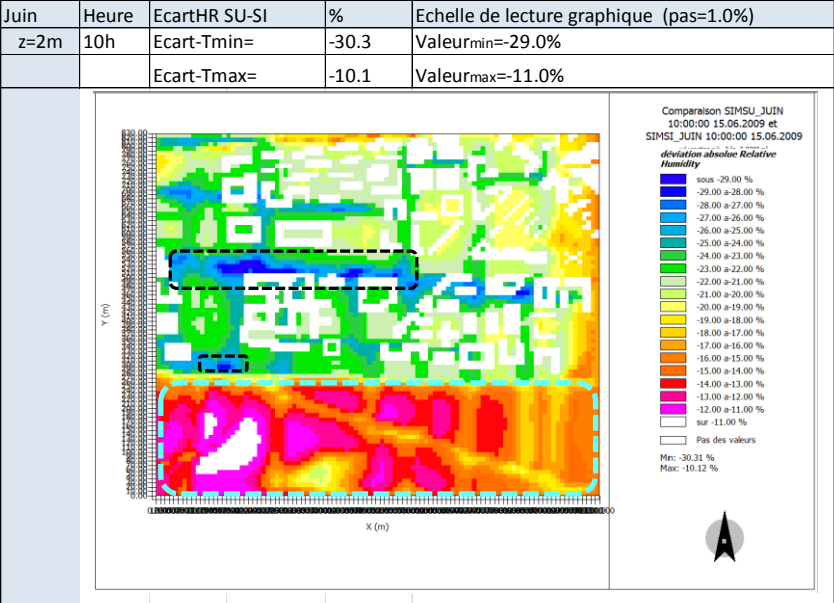 Juin Heure EcartHR SU-SI % Echelle de lecture graphique (pas=1.0%)
z=2m 10h Ecart-Tmin= -30.3 Valeurmin=-29.0%
Ecart-Tmax= -10.1 Valeurmax=-11.0%
Comparaison SIMSU_JUIN
10:00:00 15.06.2009 et
SIMSI_JUIN 10:00:00 15.06.2009
déviation absolue Relative
Humidity
sous -29.00 %
-29.00 a-28.00 %
-28.00 a-27.00 %
-27.00 a-26.00 %
-26.00 a-25.00 %
-25.00 a-24.00 %
-24.00 a-23.00 %
-23.00 a-22.00 %
-22.00 a-21.00 %
-21.00 a-20.00 %
-20.00 a-19.00 %
-19.00 a-18.00 %
-18.00 a-17.00 %
-17.00 a-16.00 %
-16.00 a-15.00 %
-15.00 a-14.00 %
-14.00 a-13.00 %
-13.00 a-12.00 %
-12.00 a-11.00 %
sur -11.00 %
Pas des valeurs
Min: -30.31 %
Max: -10.12 %
Y (m)
X (m)
N